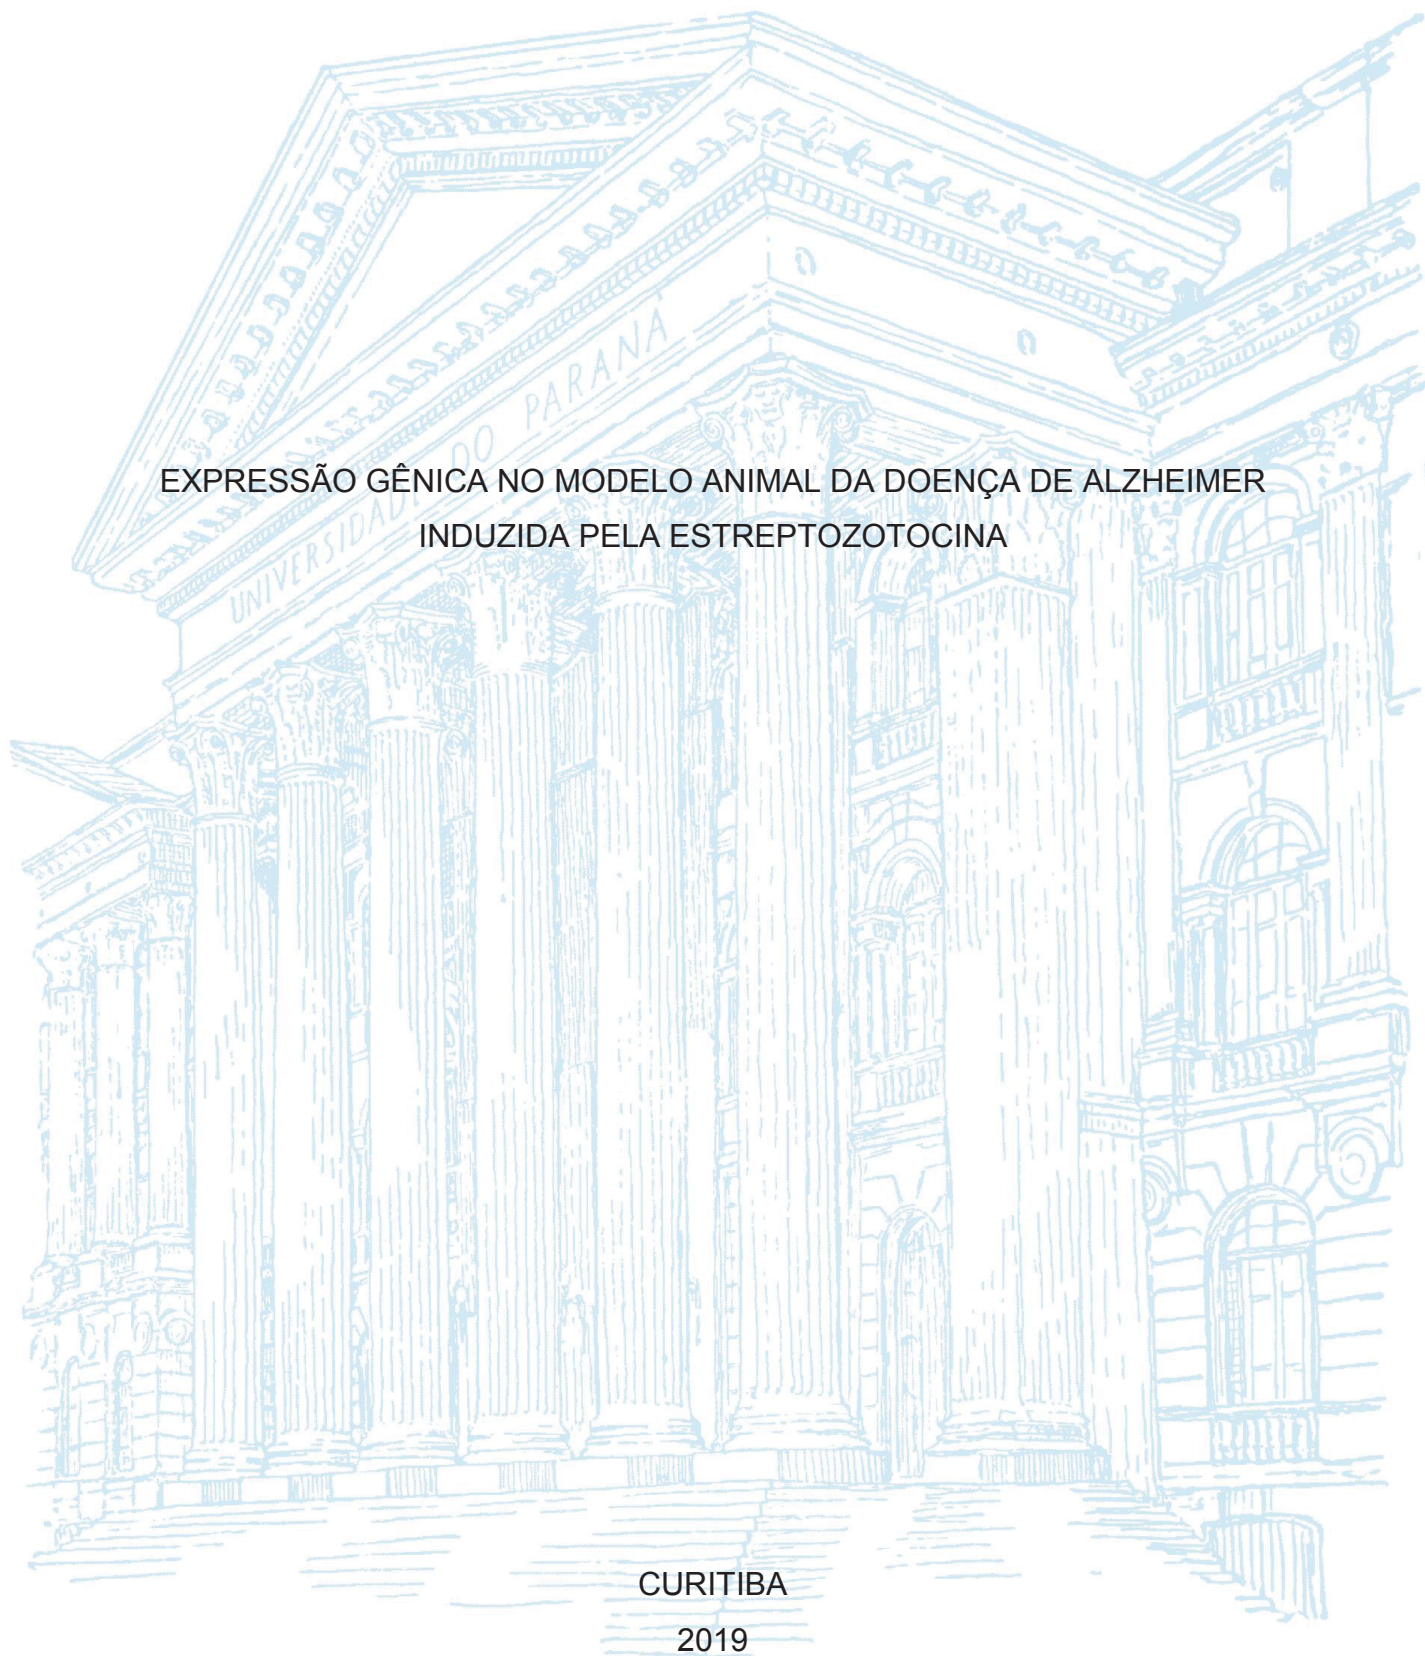 UNIVERSIDADE DO PARANÁ
EXPRESSÃO GÊNICA NO MODELO ANIMAL DA DOENÇA DE ALZHEIMER
INDUZIDA PELA ESTREPTOZOTOCINA
CURITIBA
2019